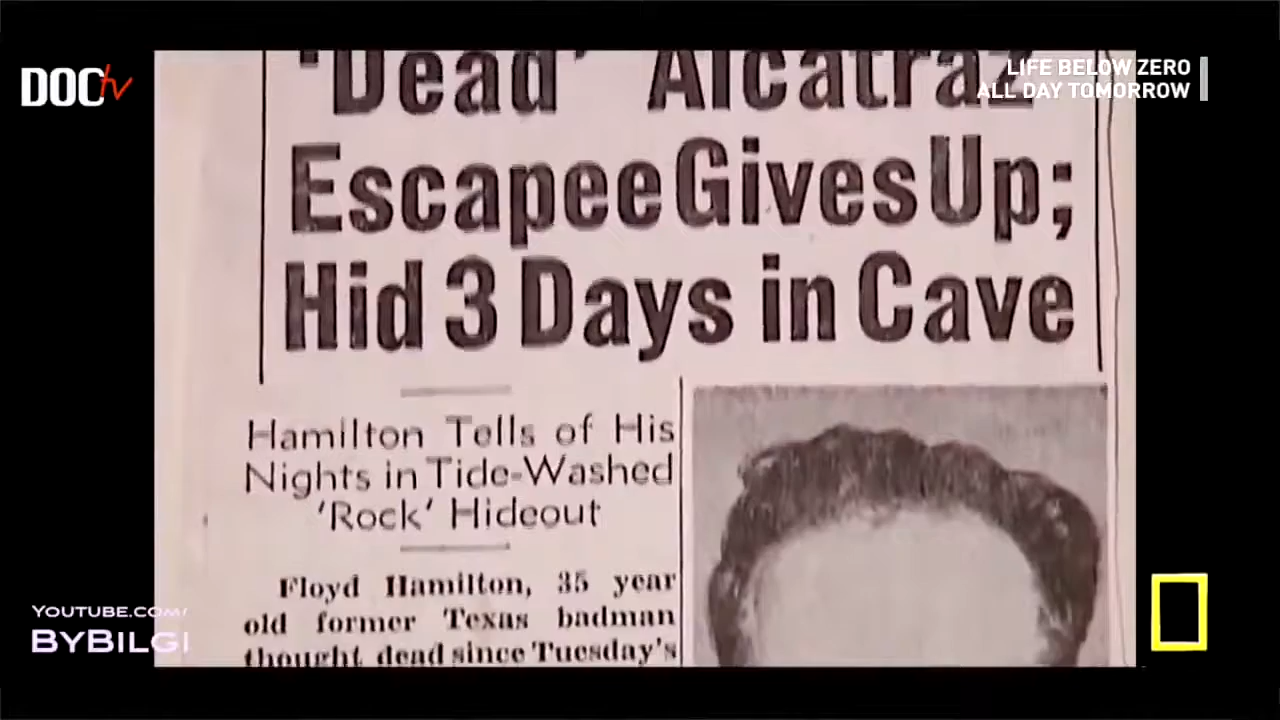 DOCtv
LIFE BELOW ZERO
ALL DAY TOMORROW
'Dead' Alcatraz
Escapee Gives Up;
Hid 3 Days in Cave
Hamilton Tells of His
Nights in Tide-Washed
'Rock' Hideout
Floyd Hamilton, 35 year
old former Texas badman
thought dead since Tuesday's
YOUTUBE.COM/
BYBILGI